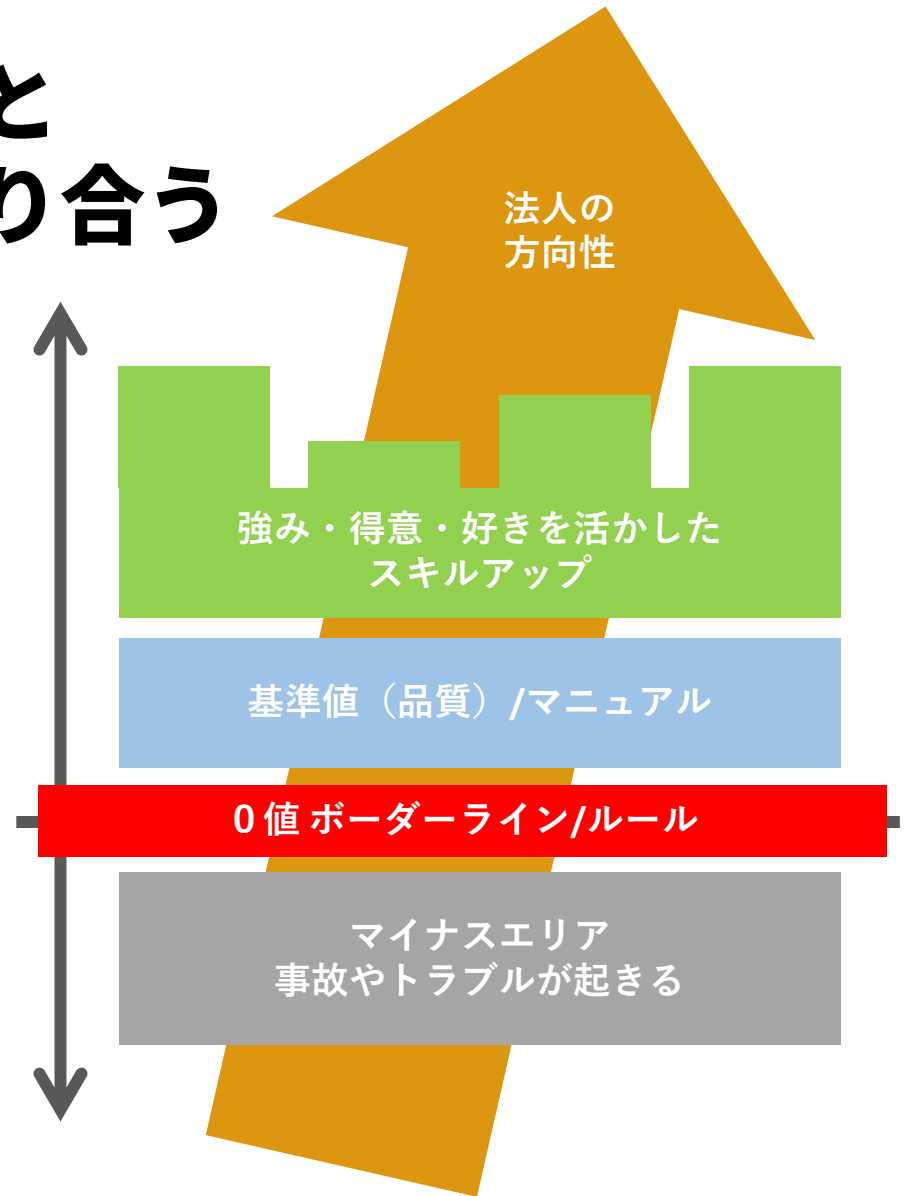 と
り合う
法人の
方向性
強み・得意・好きを活かした
スキルアップ
基準値（品質）/マニュアル
０値 ボーダーライン/ルール
マイナスエリア
事故やトラブルが起きる